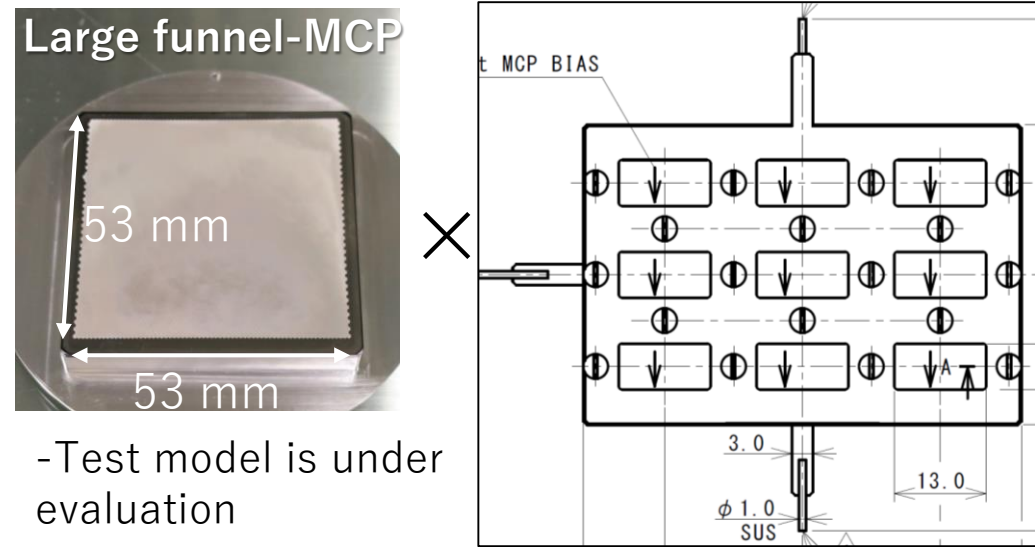 Large funnel-MCP
53 mm
53 mm
-Test model is under
evaluation
×
t MCP BIAS
A
3.0
13.0
φ1.0
SUS